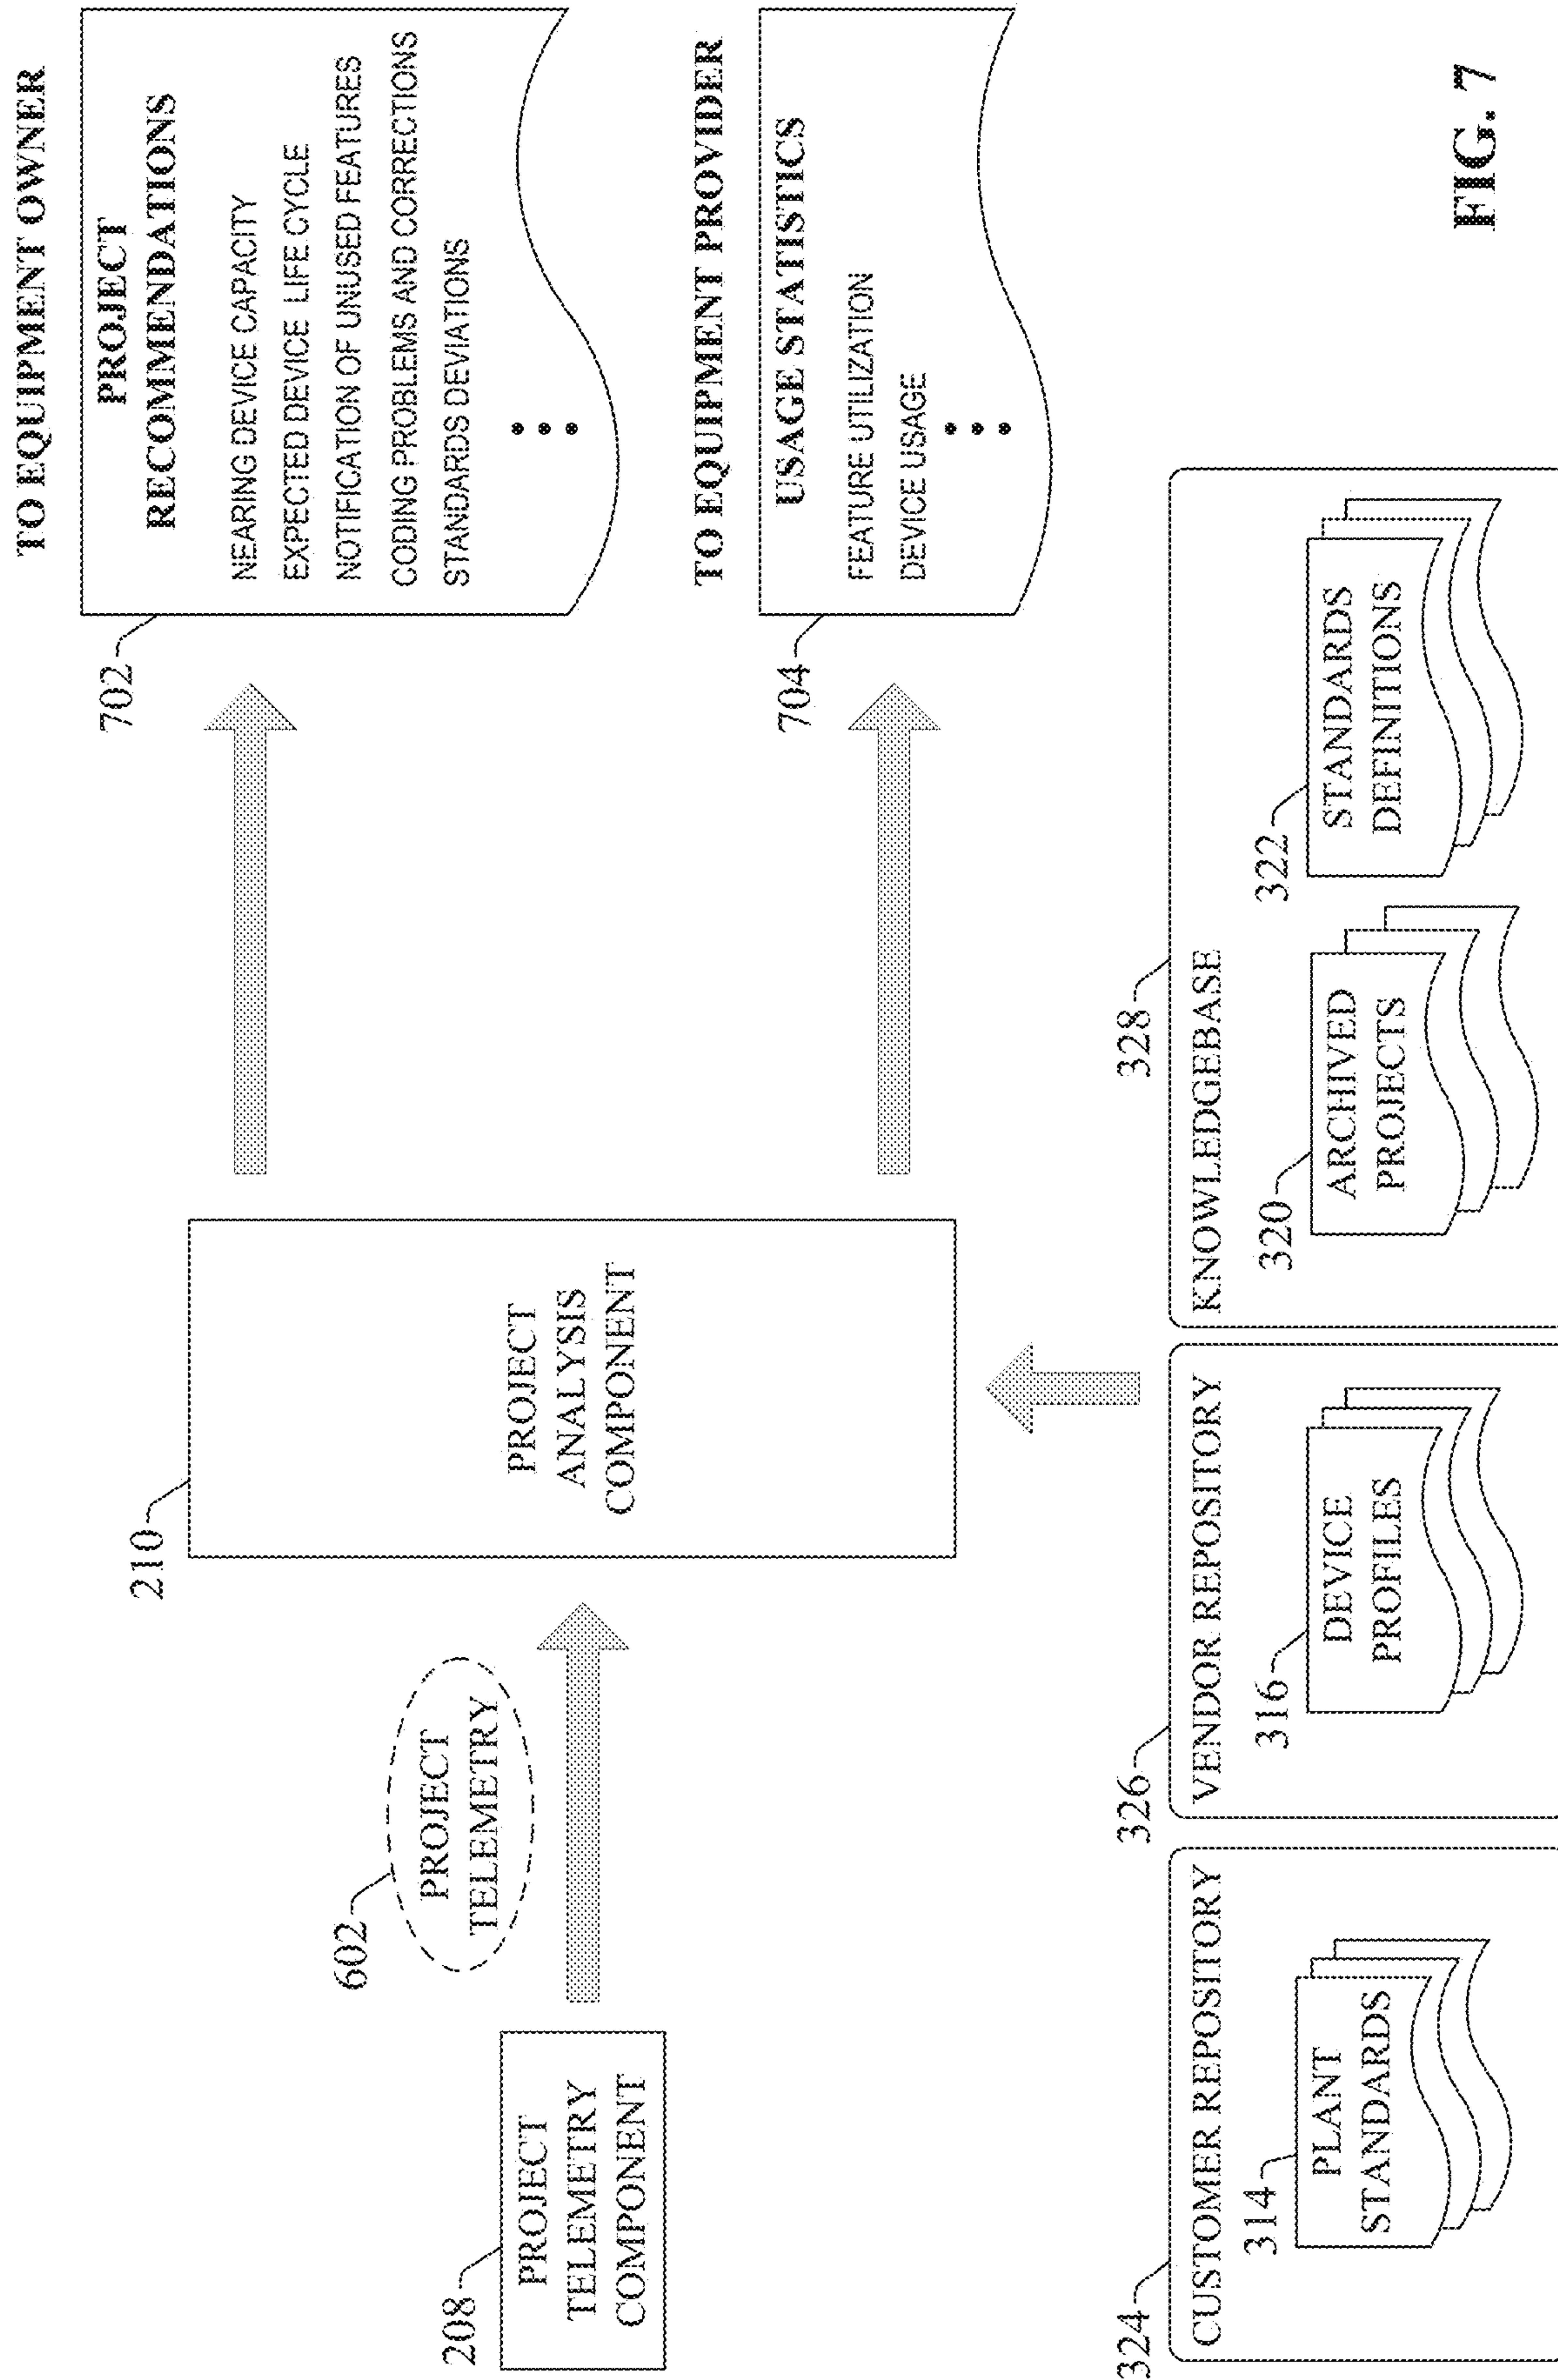 TO EQUIPMENT OWNER
702
PROJECT
RECOMMENDATIONS
NEARING DEVICE CAPACITY
EXPECTED DEVICE LIFE CYCLE
NOTIFICATION OF UNUSED FEATURES
CODING PROBLEMS AND CORRECTIONS
STANDARDS DEVIATIONS
210
PROJECT
ANALYSIS
COMPONENT
602
PROJECT
TELEMETRY
208
PROJECT
TELEMETRY
COMPONENT
TO EQUIPMENT PROVIDER
704
USAGE STATISTICS
FEATURE UTILIZATION
DEVICE USAGE
324
CUSTOMER REPOSITORY
314
PLANT
STANDARDS
326
VENDOR REPOSITORY
316
DEVICE
PROFILES
328
KNOWLEDGEBASE
320
ARCHIVED
PROJECTS
322
STANDARDS
DEFINITIONS
FIG. 7